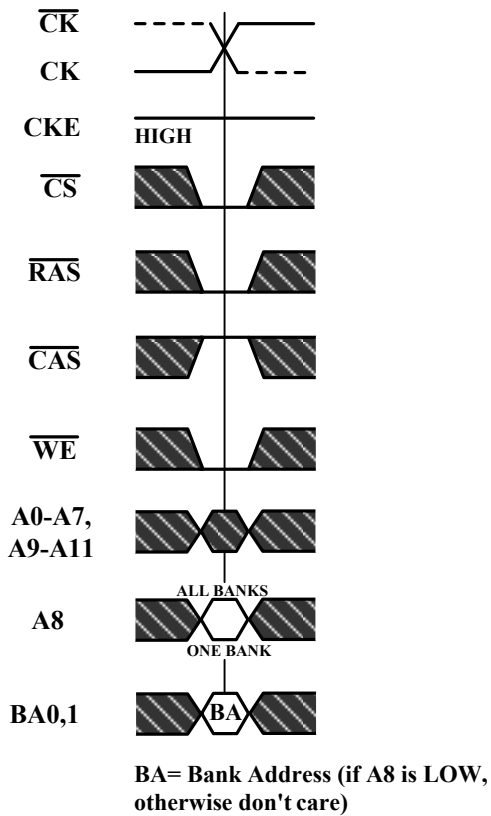 CK
CK
CKE
HIGH
CS
RAS
CAS
WE
A0-A7,
A9-A11
ALL BANKS
A8
ONE BANK
BA0,1
BA
BA= Bank Address (if A8 is LOW,
otherwise don't care)